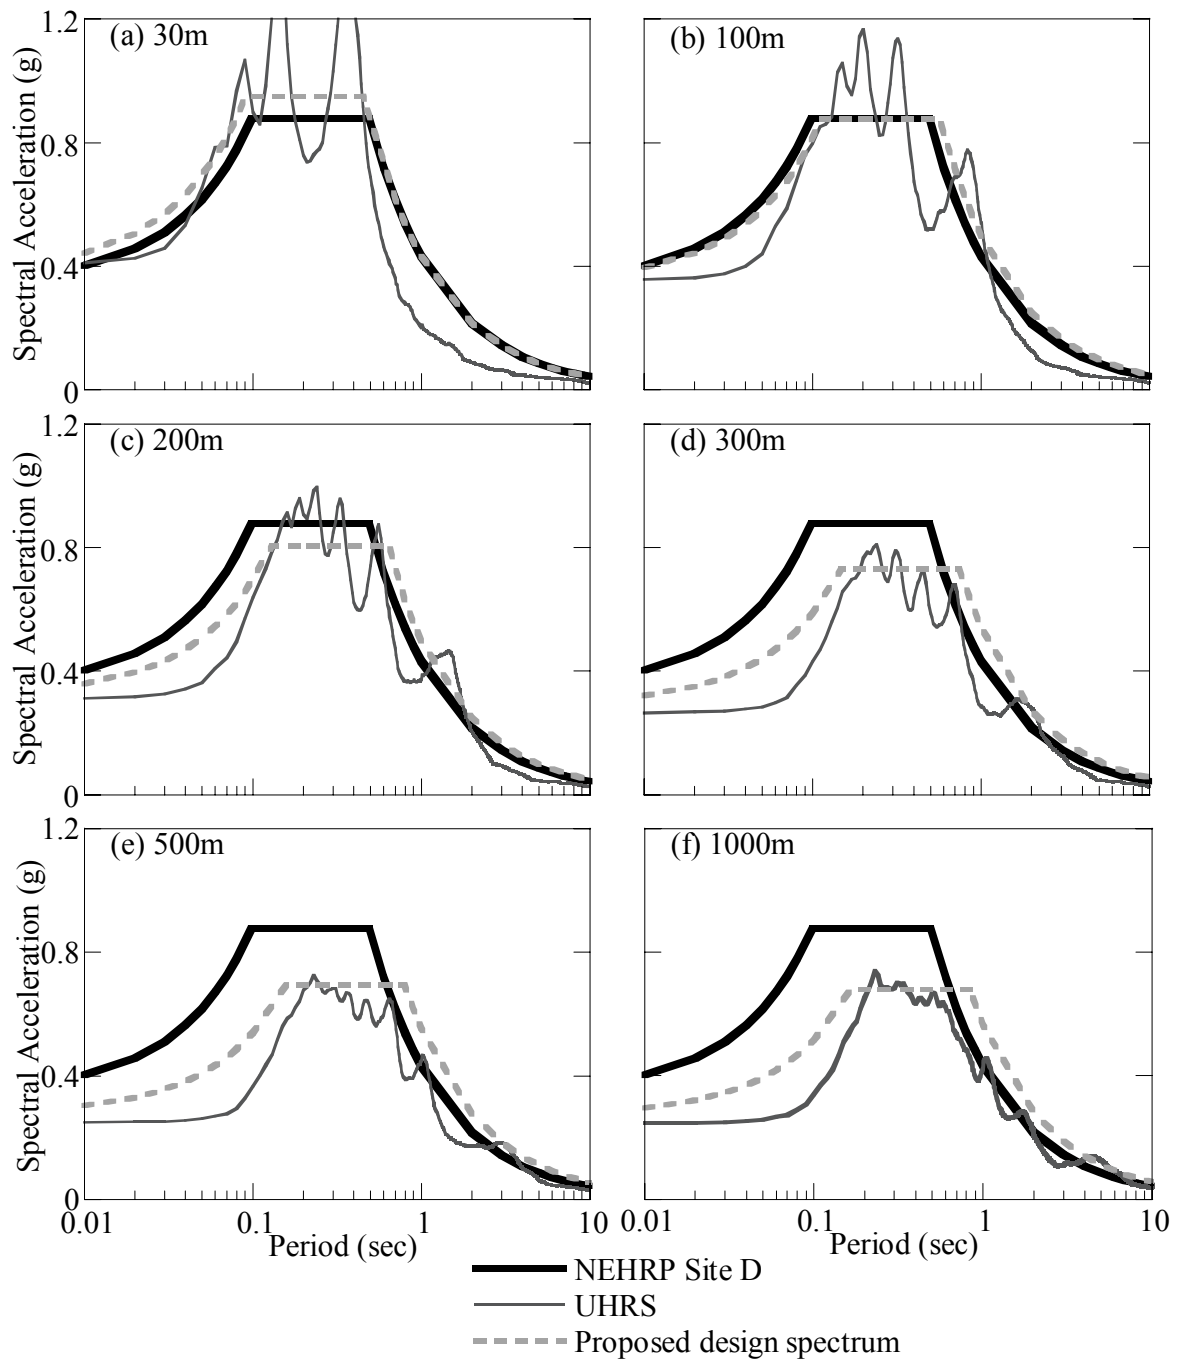 (a) 30m
(b) 100m
1.2
0.8
0.4
0
Spectral Acceleration (g)
(c) 200m
(d) 300m
1.2
0.8
0.4
0
Spectral Acceleration (g)
(e) 500m
(f) 1000m
1.2
0.8
0.4
0
Spectral Acceleration (g)
0.01 0.1 1 10
0.01 0.1 1 10
Period (sec)
Period (sec)
NEHRP Site D
UHRS
Proposed design spectrum